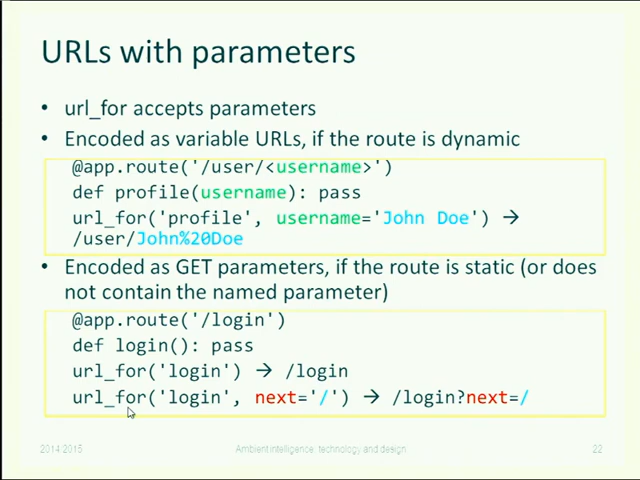 URLs with parameters
• url_for accepts parameters
• Encoded as variable URLs, if the route is dynamic
@app.route('/user/<username>')
def profile(username): pass
url_for('profile', username='John Doe') →
/user/John%20Doe
• Encoded as GET parameters, if the route is static (or does
not contain the named parameter)
@app.route('/login')
def login(): pass
url_for('login') → /login
url_for('login', next='/') → /login?next=/
2014 2015
Ambient intelligence: technology and design
22